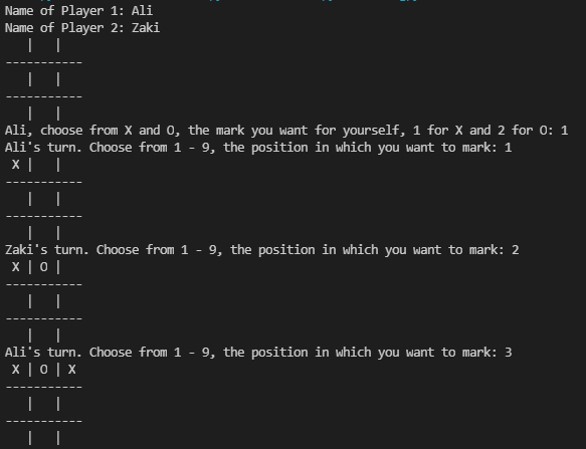 Name of Player 1: Ali
Name of Player 2: Zaki
   |   |
-----------
   |   |
-----------
   |   |
Ali, choose from X and O, the mark you want for yourself, 1 for X and 2 for O: 1
Ali's turn. Choose from 1 - 9, the position in which you want to mark: 1
 X |   |
-----------
   |   |
-----------
   |   |
Zaki's turn. Choose from 1 - 9, the position in which you want to mark: 2
 X | O |
-----------
   |   |
-----------
   |   |
Ali's turn. Choose from 1 - 9, the position in which you want to mark: 3
 X | O | X
-----------
   |   |
-----------
   |   |